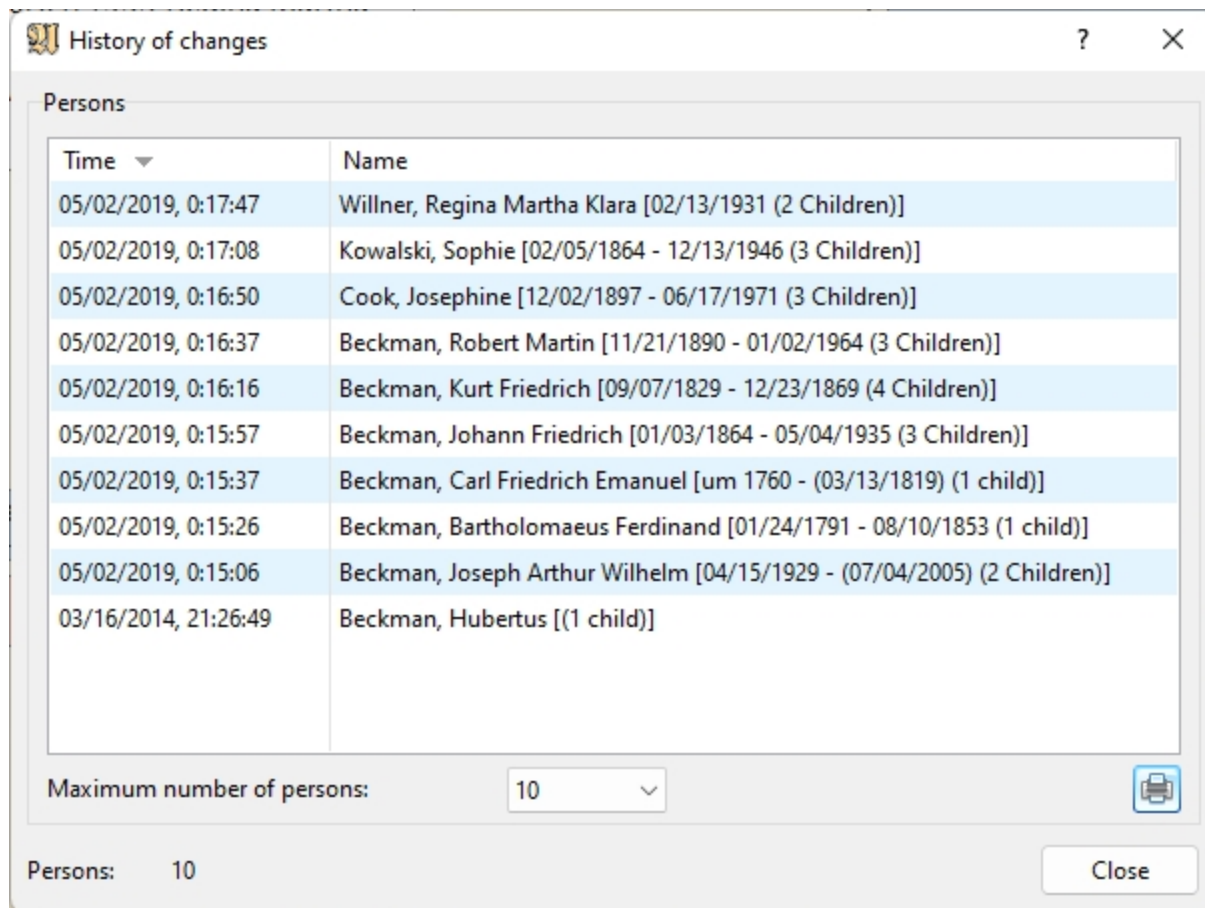 History of changes ?
Persons
Time Name
05/02/2019, 0:17:47 Willner, Regina Martha Klara [02/13/1931 (2 Children)]
05/02/2019, 0:17:08 Kowalski, Sophie [02/05/1864 - 12/13/1946 (3 Children)]
05/02/2019, 0:16:50 Cook, Josephine [12/02/1897 - 06/17/1971 (3 Children)]
05/02/2019, 0:16:37 Beckman, Robert Martin [11/21/1890 - 01/02/1964 (3 Children)]
05/02/2019, 0:16:16 Beckman, Kurt Friedrich [09/07/1829 - 12/23/1869 (4 Children)]
05/02/2019, 0:15:57 Beckman, Johann Friedrich [01/03/1864 - 05/04/1935 (3 Children)]
05/02/2019, 0:15:37 Beckman, Carl Friedrich Emanuel [um 1760 - (03/13/1819) (1 child)]
05/02/2019, 0:15:26 Beckman, Bartholomaeus Ferdinand [01/24/1791 - 08/10/1853 (1 child)]
05/02/2019, 0:15:06 Beckman, Joseph Arthur Wilhelm [04/15/1929 - (07/04/2005) (2 Children)]
03/16/2014, 21:26:49 Beckman, Hubertus [(1 child)]
Maximum number of persons: 10
Persons: 10 Close